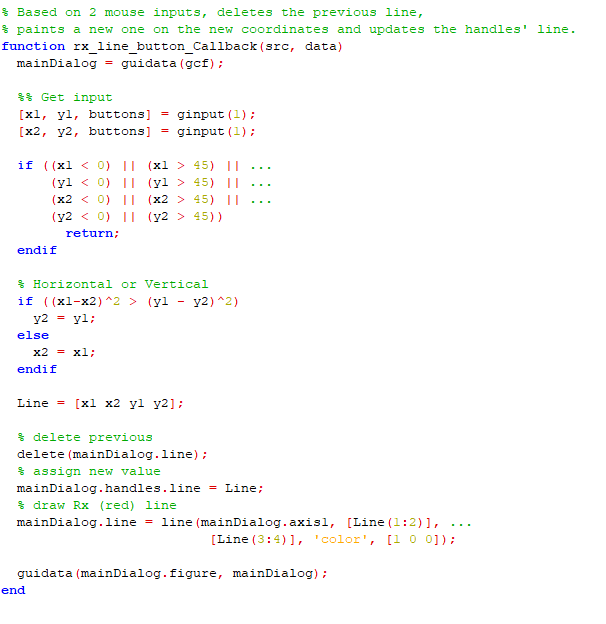 % Based on 2 mouse inputs, deletes the previous line,
% paints a new one on the new coordinates and updates the handles' line.
function rx_line_button_Callback(src, data)
  mainDialog = guidata(gcf);

  %% Get input
  [x1, y1, buttons] = ginput(1);
  [x2, y2, buttons] = ginput(1);

  if ((x1 < 0) || (x1 > 45) || ...
      (y1 < 0) || (y1 > 45) || ...
      (x2 < 0) || (x2 > 45) || ...
      (y2 < 0) || (y2 > 45))
        return;
  endif

  % Horizontal or Vertical
  if ((x1-x2)^2 > (y1 - y2)^2)
    y2 = y1;
  else
    x2 = x1;
  endif

  Line = [x1 x2 y1 y2];

  % delete previous
  delete(mainDialog.line);
  % assign new value
  mainDialog.handles.line = Line;
  % draw Rx (red) line
  mainDialog.line = line(mainDialog.axis1, [Line(1:2)], ...
                          [Line(3:4)], 'color', [1 0 0]);

  guidata(mainDialog.figure, mainDialog);
end